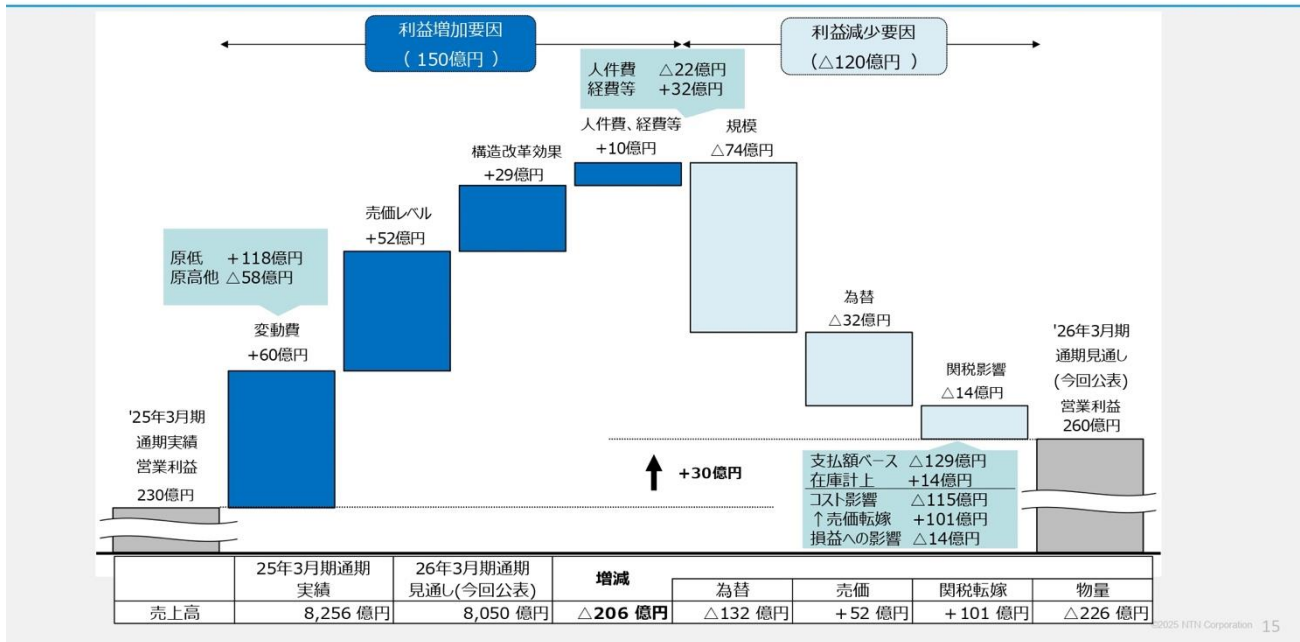 利益増加要因
( 150億円 )
利益減少要因
(△120億円 )
人件費 △22億円
経費等 +32億円
人件費、経費等
+10億円
規模
△74億円
構造改革効果
+29億円
売価レベル
+52億円
原低 +118億円
原高他 △58億円
変動費
+60億円
為替
△32億円
関税影響
△14億円
'25年3月期
通期実績
営業利益
230億円
'26年3月期
通期見通し
(今回公表)
営業利益
260億円
+30億円
支払額ベース △129億円
在庫計上 +14億円
コスト影響 △115億円
↑売価転嫁 +101億円
損益への影響 △14億円
25年3月期通期
実績
26年3月期通期
見通し(今回公表)
増減
為替 売価 関税転嫁 物量
売上高 8,256 億円 8,050 億円 △206 億円 △132 億円 +52 億円 +101 億円 △226 億円
©2025 NTN Corporation 15